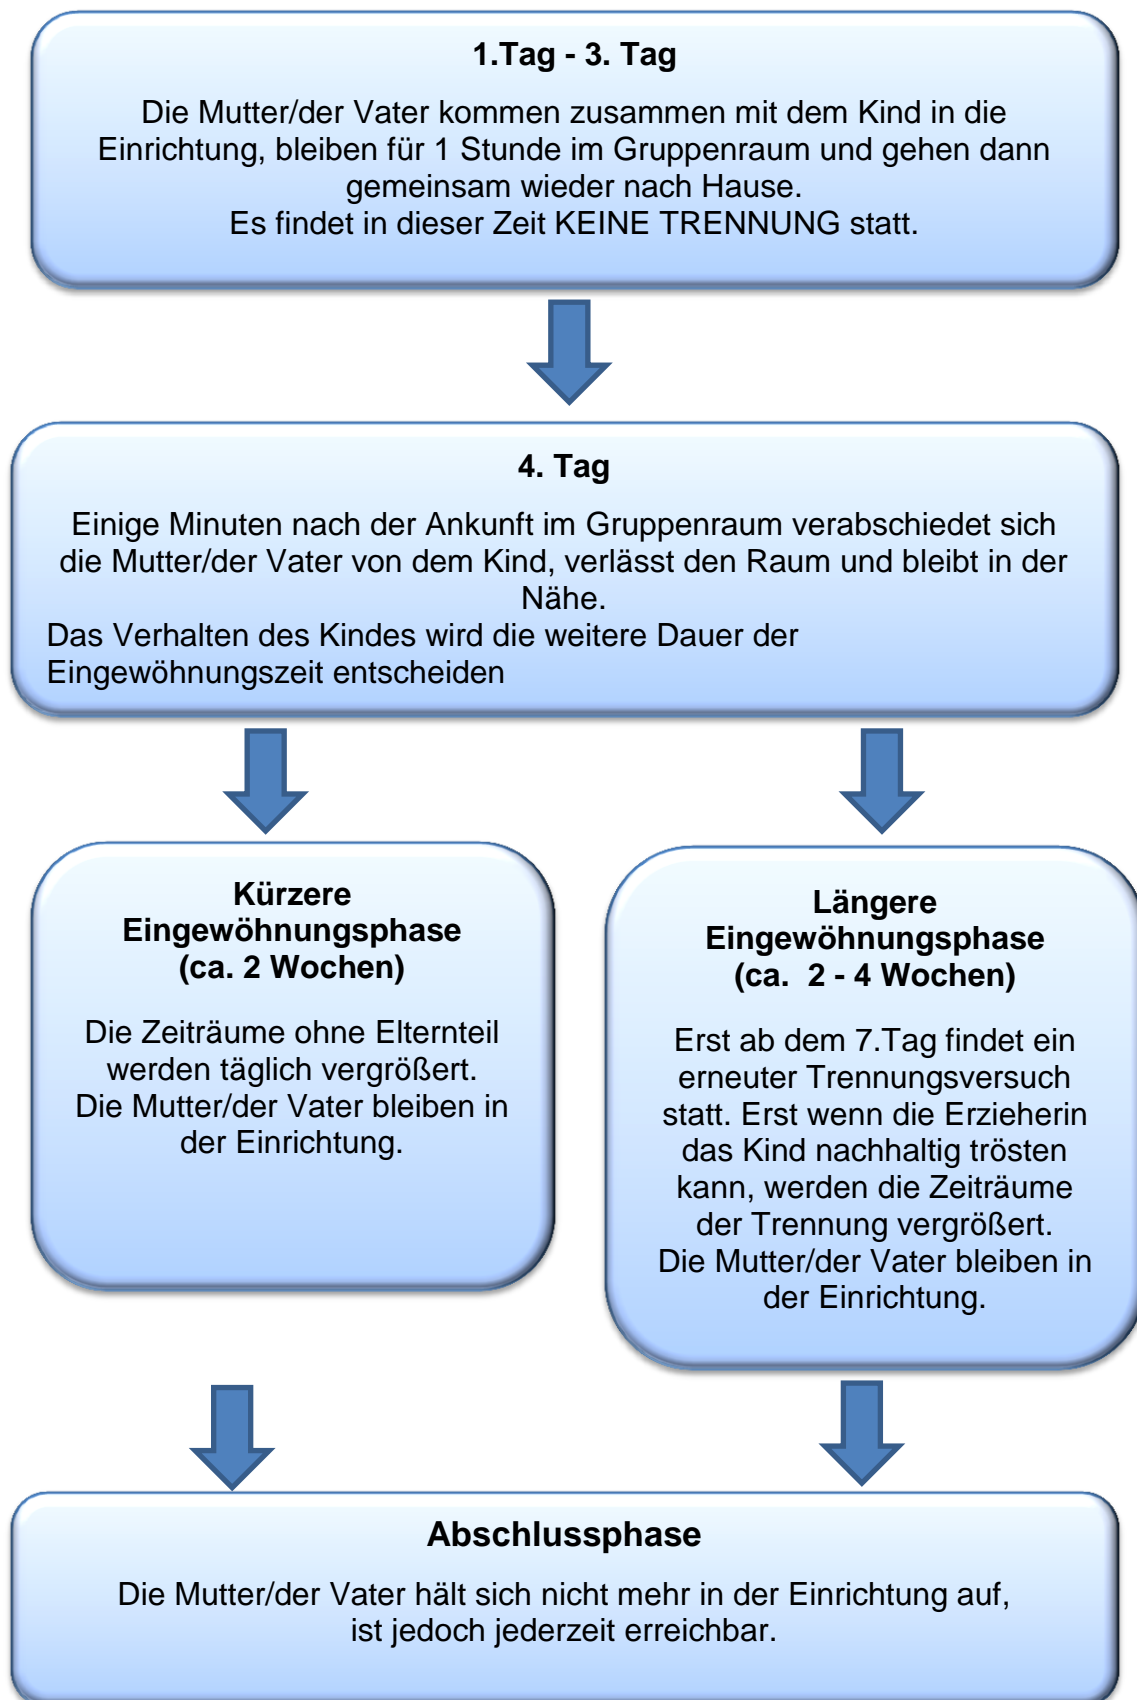 1.Tag - 3. Tag
Die Mutter/der Vater kommen zusammen mit dem Kind in die
Einrichtung, bleiben für 1 Stunde im Gruppenraum und gehen dann
gemeinsam wieder nach Hause.
Es findet in dieser Zeit KEINE TRENNUNG statt.
4. Tag
Einige Minuten nach der Ankunft im Gruppenraum verabschiedet sich
die Mutter/der Vater von dem Kind, verlässt den Raum und bleibt in der
Nähe.
Das Verhalten des Kindes wird die weitere Dauer der
Eingewöhnungszeit entscheiden
Kürzere
Eingewöhnungsphase
(ca. 2 Wochen)
Die Zeiträume ohne Elternteil
werden täglich vergrößert.
Die Mutter/der Vater bleiben in
der Einrichtung.
Längere
Eingewöhnungsphase
(ca.  2 - 4 Wochen)
Erst ab dem 7.Tag findet ein
erneuter Trennungsversuch
statt. Erst wenn die Erzieherin
das Kind nachhaltig trösten
kann, werden die Zeiträume
der Trennung vergrößert.
Die Mutter/der Vater bleiben in
der Einrichtung.
Abschlussphase
Die Mutter/der Vater hält sich nicht mehr in der Einrichtung auf,
ist jedoch jederzeit erreichbar.